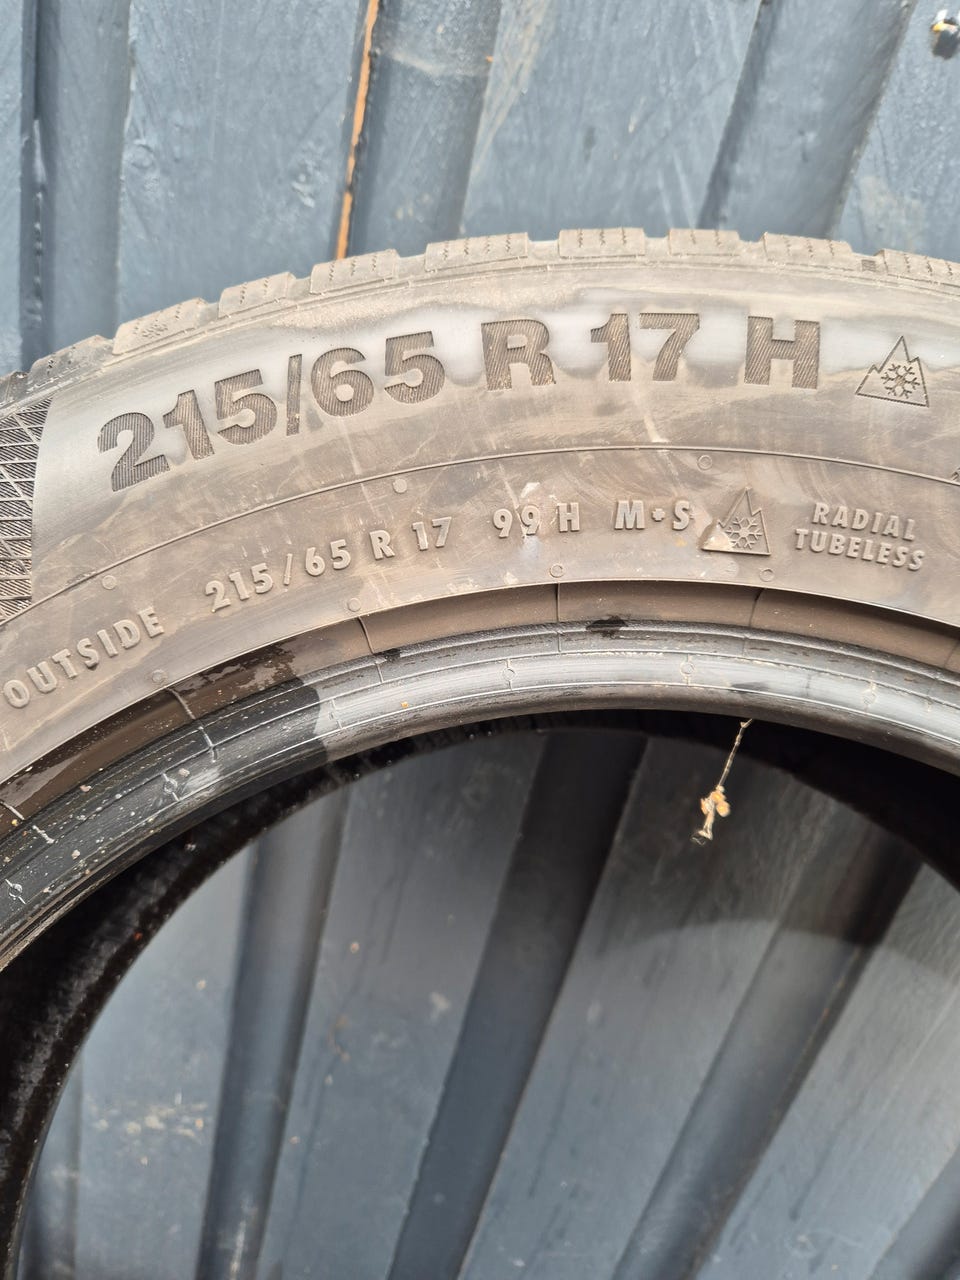 215/65 R 17 H
OUTSIDE 215/65 R 17 99 H M+S RADIAL TUBELESS